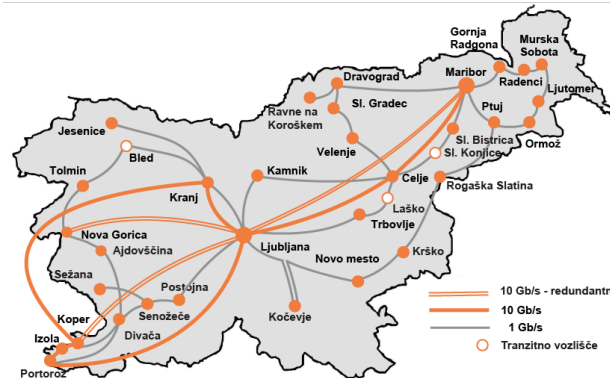 Gornja
Radgona
Murska
Sobota
Dravograd
Maribor
Radenci
Ljutomer
Ravne na
Koroškem
Sl. Gradec
Ptuj
Ormož
Jesenice
Velenje
Sl. Bistrica
Sl. Konjice
Bled
Tolmin
Kamnik
Celje
Rogaška Slatina
Kranj
Laško
Trbovlje
Nova Gorica
Ljubljana
Ajdovščina
Krško
Novo mesto
Sežana
Postojna
Koper
Senožeče
Kočevje
Izola
Divača
Portorož
10 Gb/s - redundantn
10 Gb/s
1 Gb/s
Tranzitno vozlišče